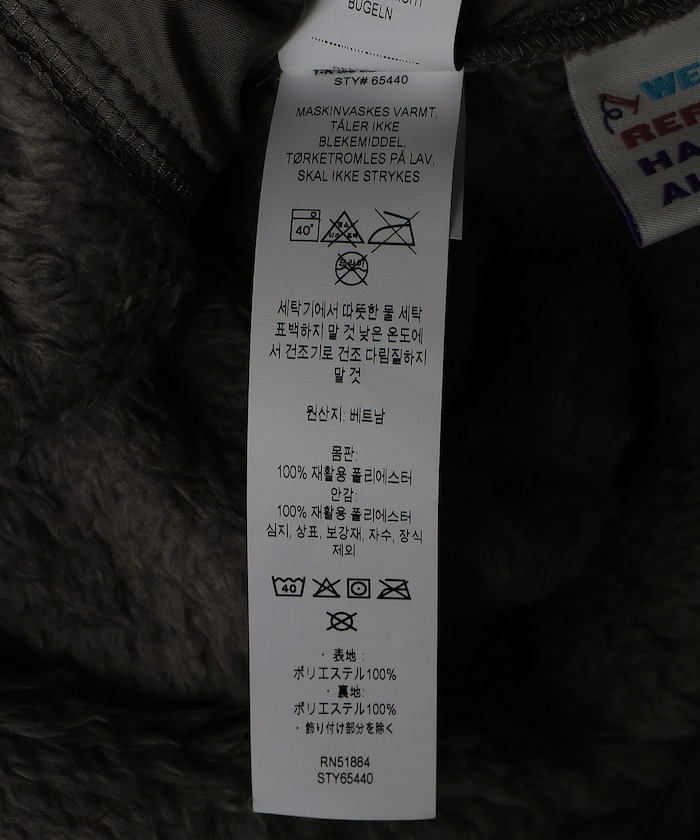 BUGELN
STY# 65440
MASKINVASKES VARMT,
TÅLER IKKE
BLEKEMIDDEL,
TØRKETROMLES PÅ LAV,
SKAL IKKE STRYKES
40°
드라이
세탁기에서 따뜻한 물 세탁
표백하지 말 것 낮은 온도에
서 건조기로 건조 다림질하지
말 것
원산지: 베트남
몸판:
100% 재활용 폴리에스터
안감:
100% 재활용 폴리에스터
심지, 상표, 보강재, 자수, 장식
제외
40
・ 表地 :
ポリエステル100%
・ 裏地:
ポリエステル100%
・ 飾り付け部分を除く
RN51884
STY65440
WE
HA